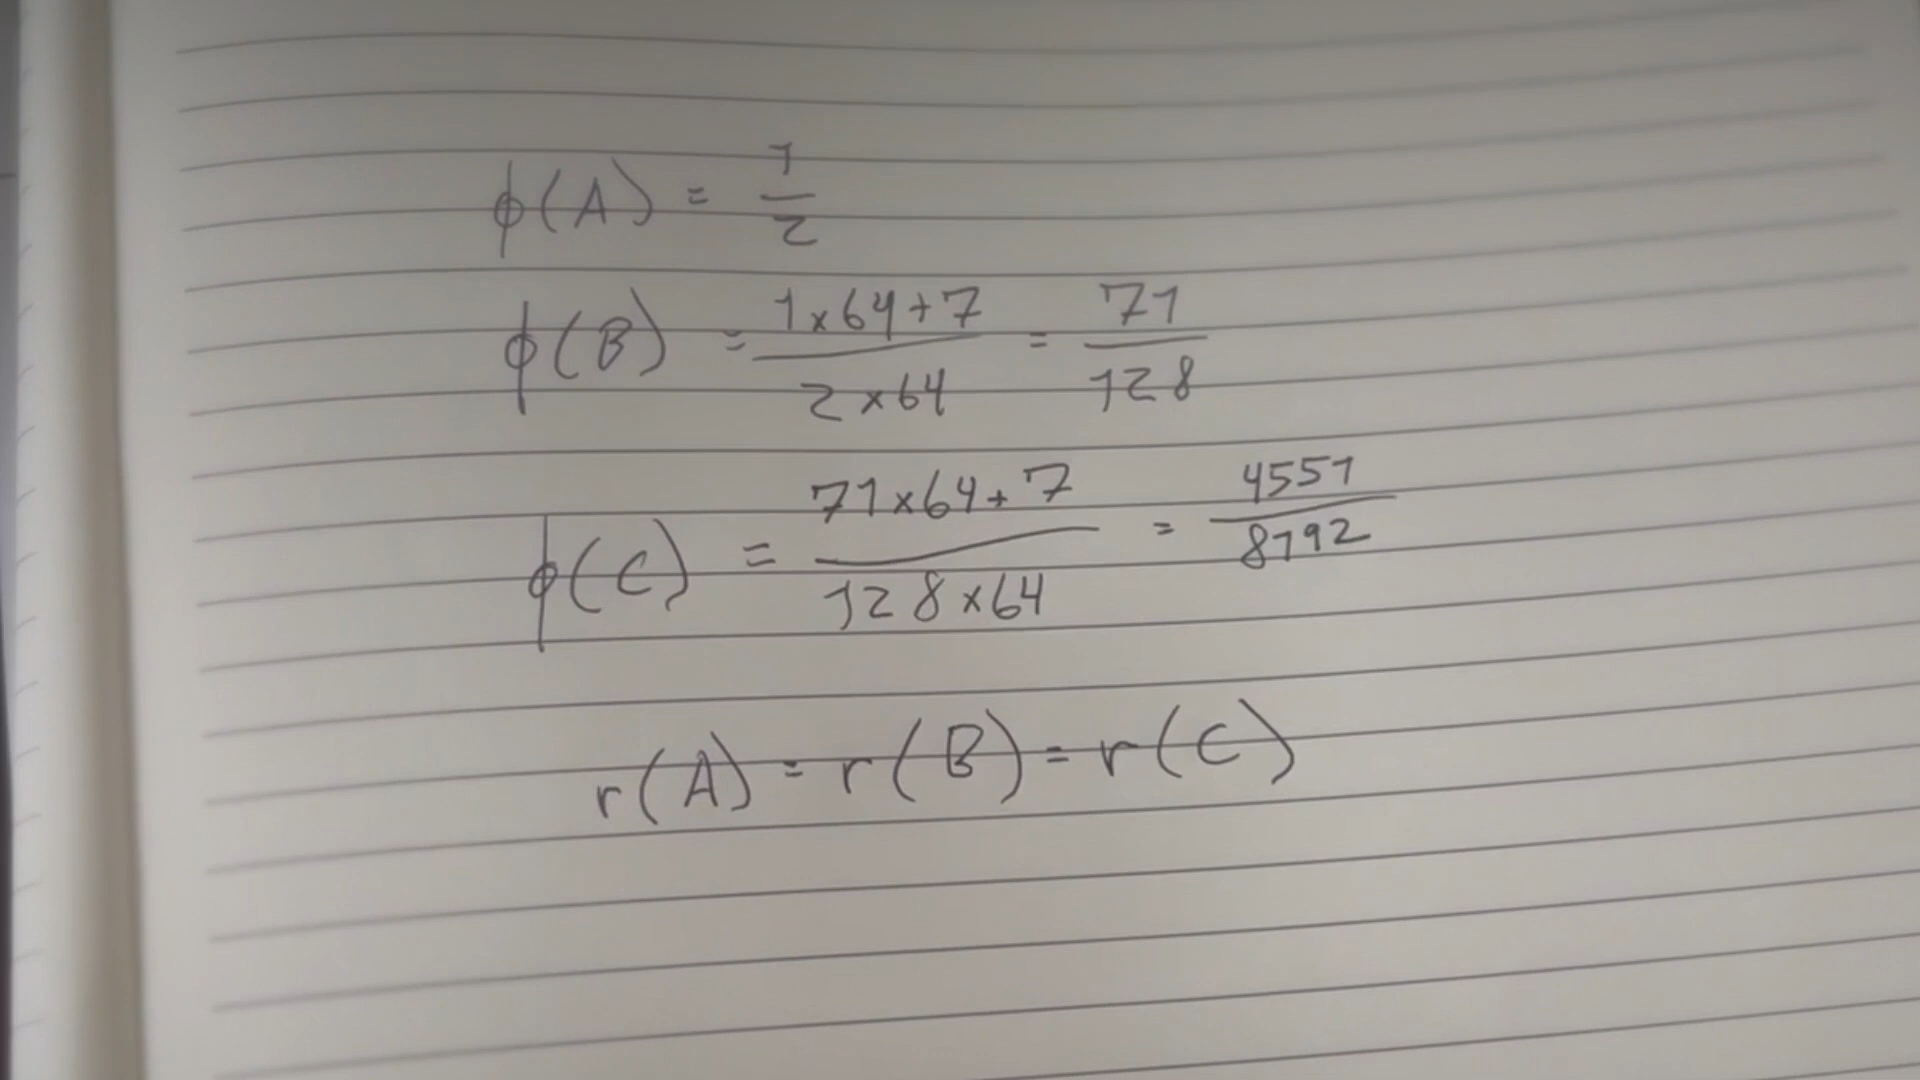 ϕ(A) = 1/2
ϕ(B) = (1×64+7)/(2×64) = 71/128
ϕ(C) = (71×64+7)/(128×64) = 4551/8192
r(A) = r(B) = r(C)